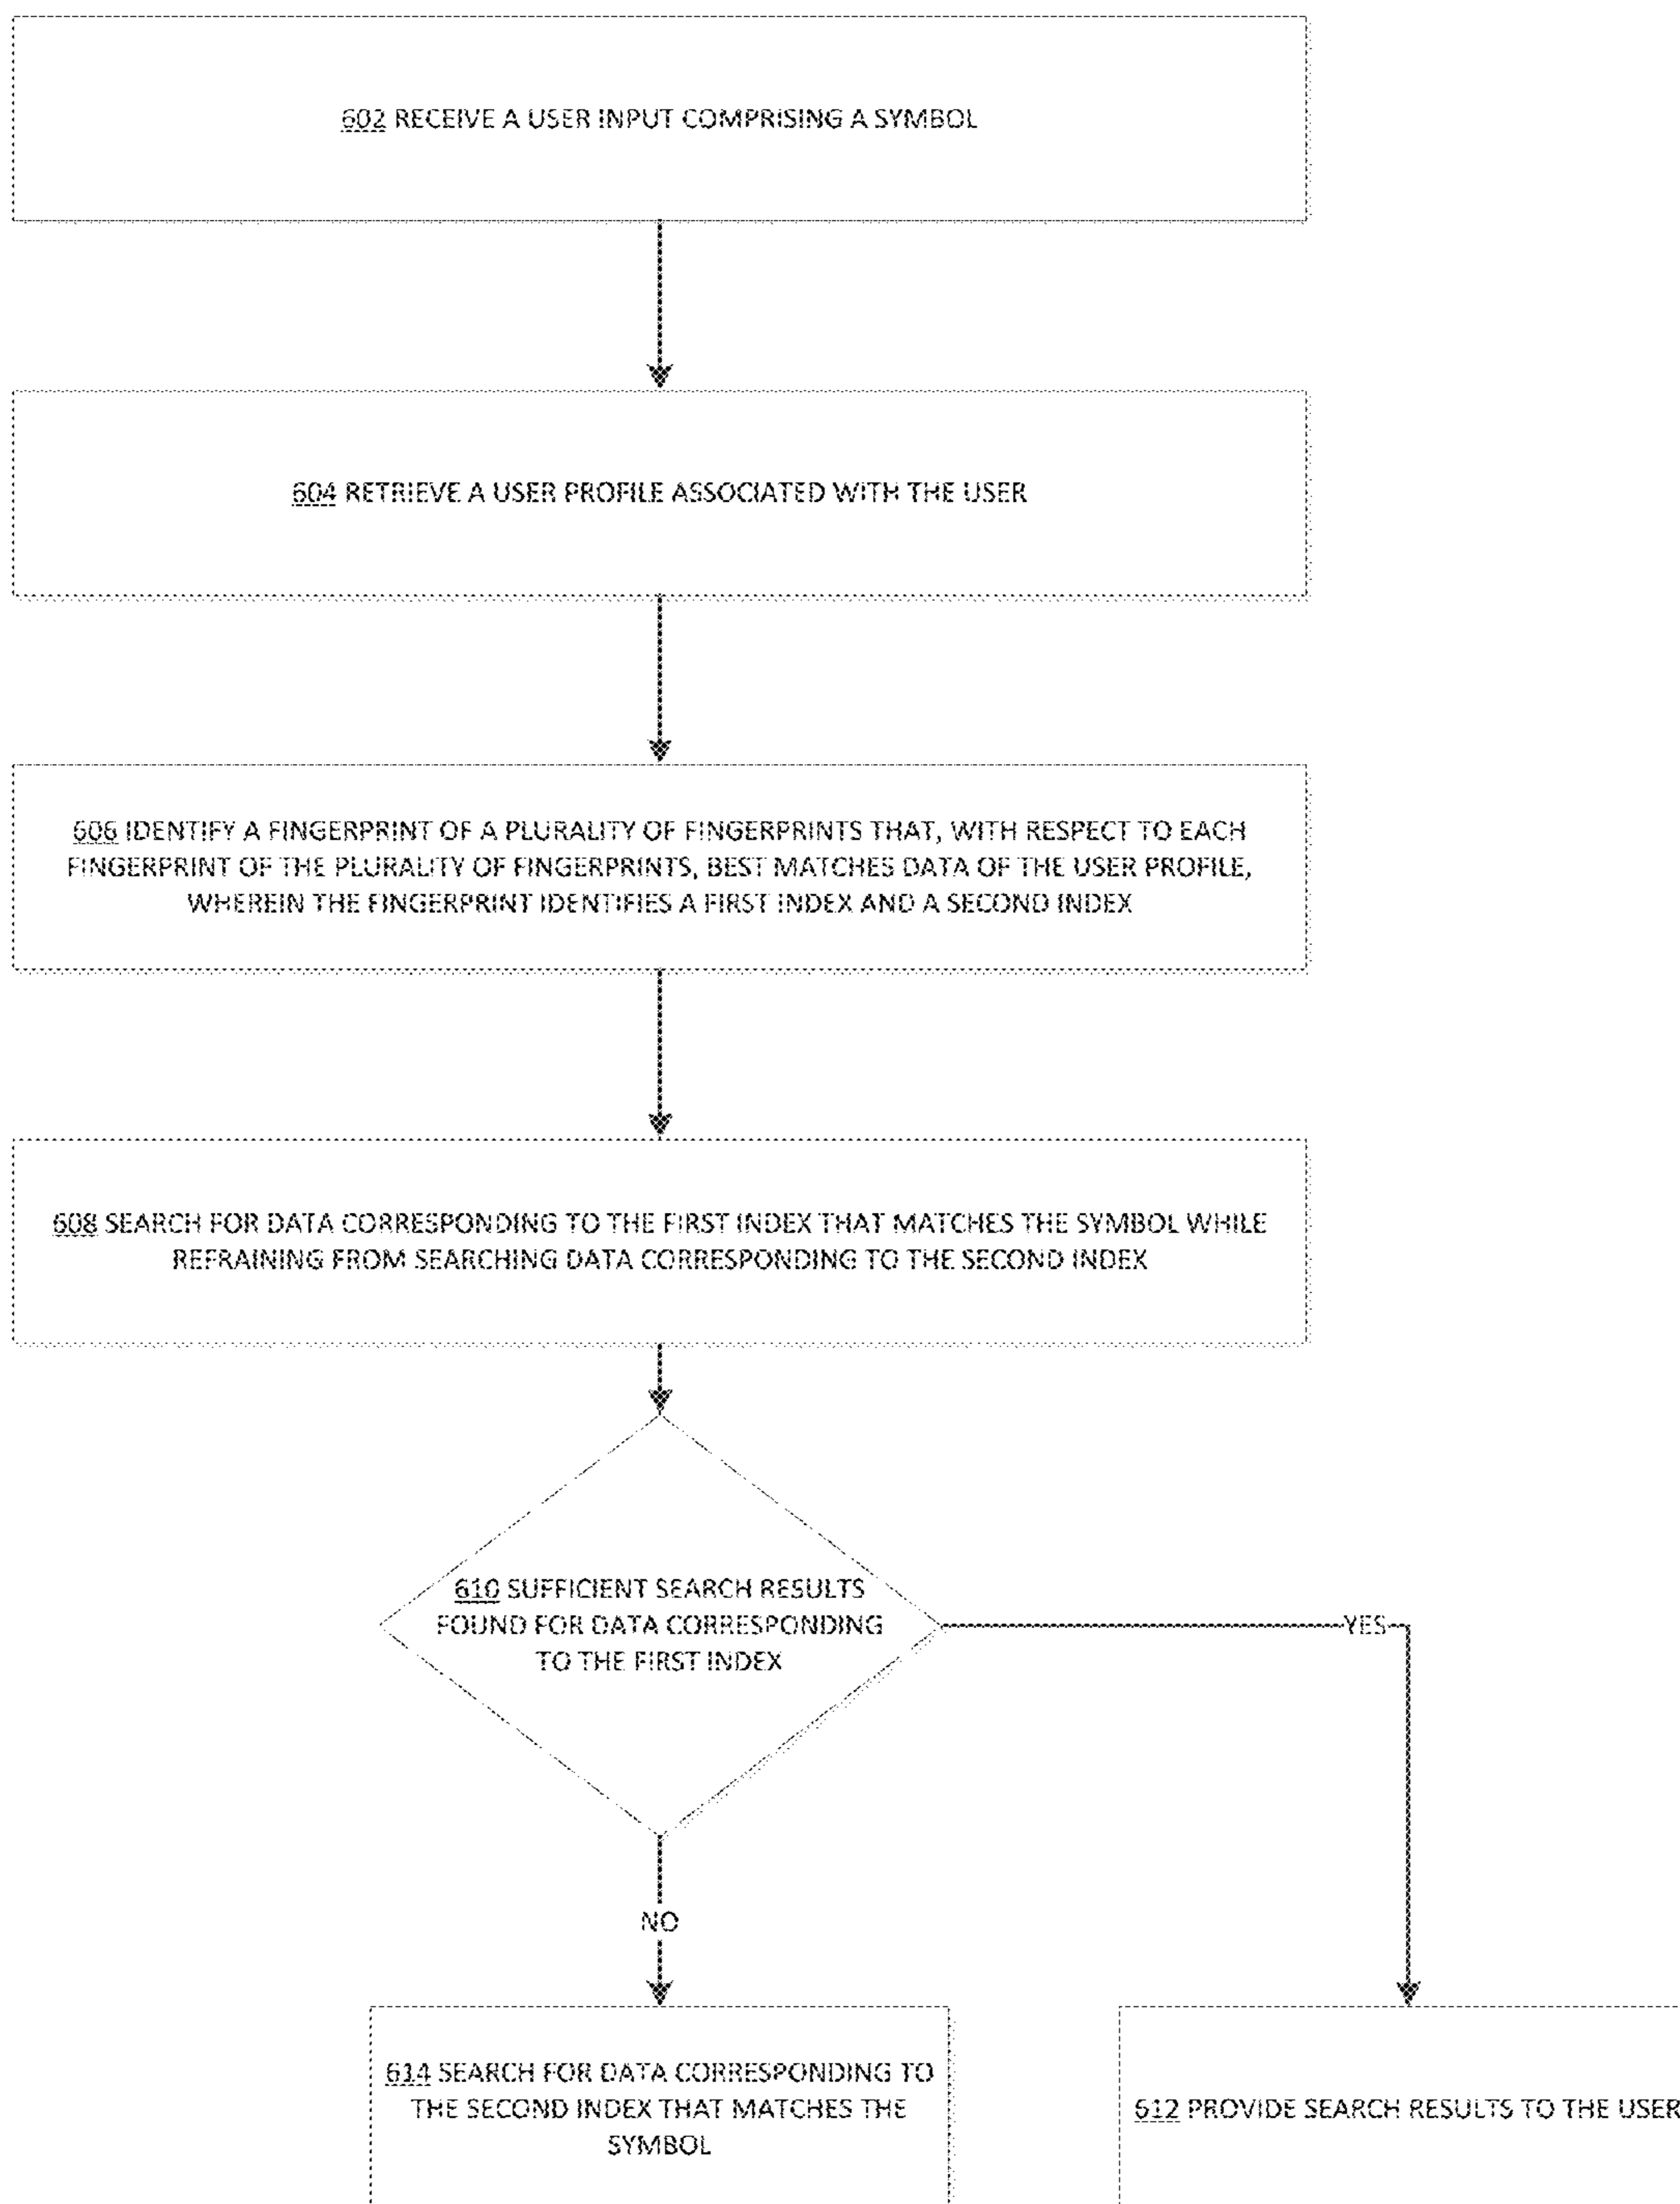 602 RECEIVE A USER INPUT COMPRISING A SYMBOL
604 RETRIEVE A USER PROFILE ASSOCIATED WITH THE USER
606 IDENTIFY A FINGERPRINT OF A PLURALITY OF FINGERPRINTS THAT, WITH RESPECT TO EACH
FINGERPRINT OF THE PLURALITY OF FINGERPRINTS, BEST MATCHES DATA OF THE USER PROFILE,
WHEREIN THE FINGERPRINT IDENTIFIES A FIRST INDEX AND A SECOND INDEX
608 SEARCH FOR DATA CORRESPONDING TO THE FIRST INDEX THAT MATCHES THE SYMBOL WHILE
REFRAINING FROM SEARCHING DATA CORRESPONDING TO THE SECOND INDEX
610 SUFFICIENT SEARCH RESULTS
FOUND FOR DATA CORRESPONDING
TO THE FIRST INDEX
YES
NO
614 SEARCH FOR DATA CORRESPONDING TO
THE SECOND INDEX THAT MATCHES THE
SYMBOL
612 PROVIDE SEARCH RESULTS TO THE USER